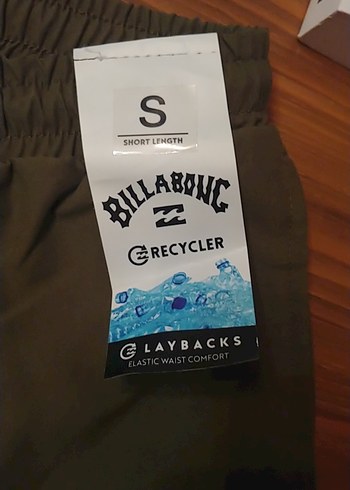 S
SHORT LENGTH
BILLABONG
RECYCLER
LAYBACKS
ELASTIC WAIST COMFORT